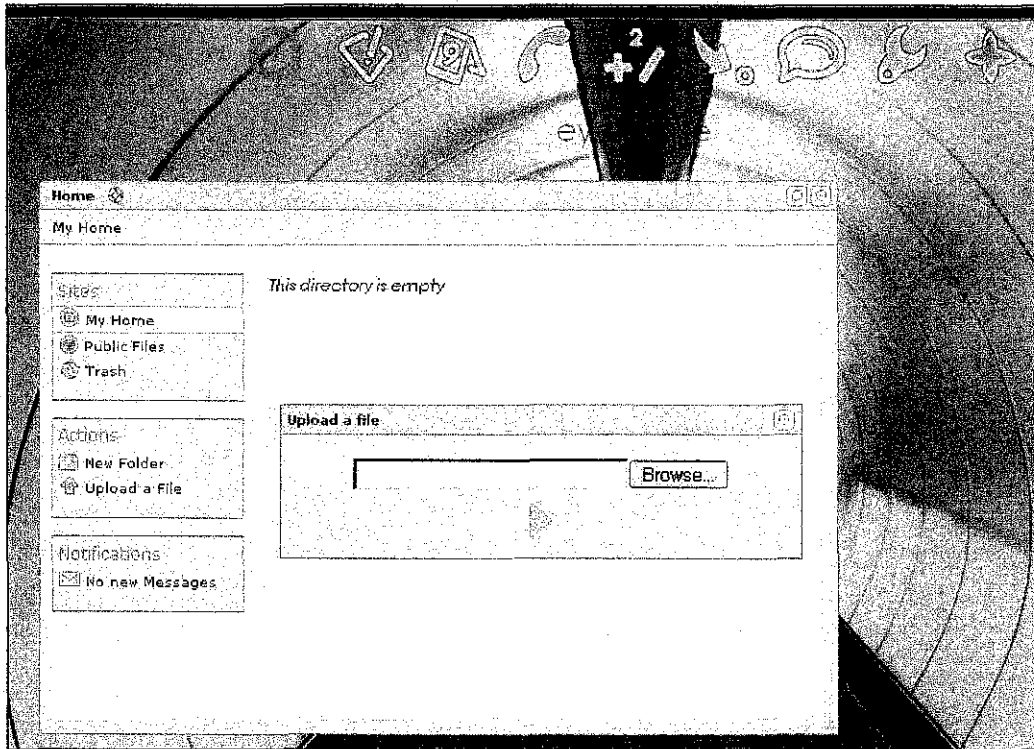 2
+ /
Home
My Home
Sites
My Home
Public Files
Trash
This directory is empty
Upload a file
Browse...
Actions
New Folder
Upload a File
Notifications
No new Messages